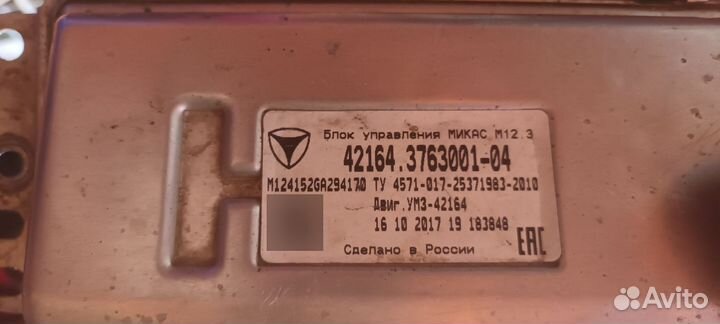 Блок управления МИКАС М12.3
42164.3763001-04
M124152GA294170 ТУ 4571-017-25371983-2010
Двиг.УМЗ-42164
16 10 2017 19 183848
Сделано в России
EAC
Avito